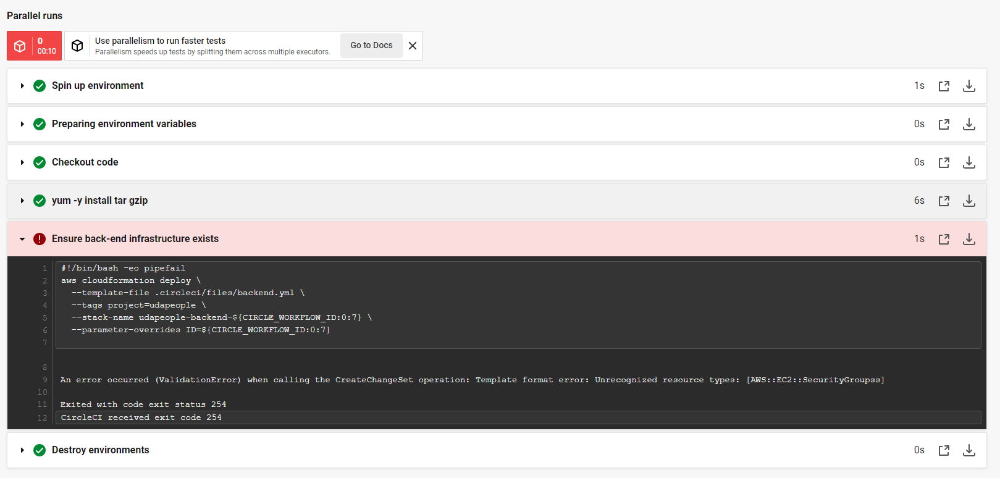 Parallel runs
0
00:10
Use parallelism to run faster tests
Parallelism speeds up tests by splitting them across multiple executors.
Go to Docs
Spin up environment
1s
Preparing environment variables
0s
Checkout code
0s
yum -y install tar gzip
6s
Ensure back-end infrastructure exists
1s
1 #!/bin/bash -eo pipefail
2 aws cloudformation deploy \
3 --template-file .circleci/files/backend.yml \
4 --tags project=udapeople \
5 --stack-name udapeople-backend-${CIRCLE_WORKFLOW_ID:0:7} \
6 --parameter-overrides ID=${CIRCLE_WORKFLOW_ID:0:7}
7
8
9 An error occurred (ValidationError) when calling the CreateChangeSet operation: Template format error: Unrecognized resource types: [AWS::EC2::SecurityGroupss]
10
11 Exited with code exit status 254
12 CircleCI received exit code 254
Destroy environments
0s